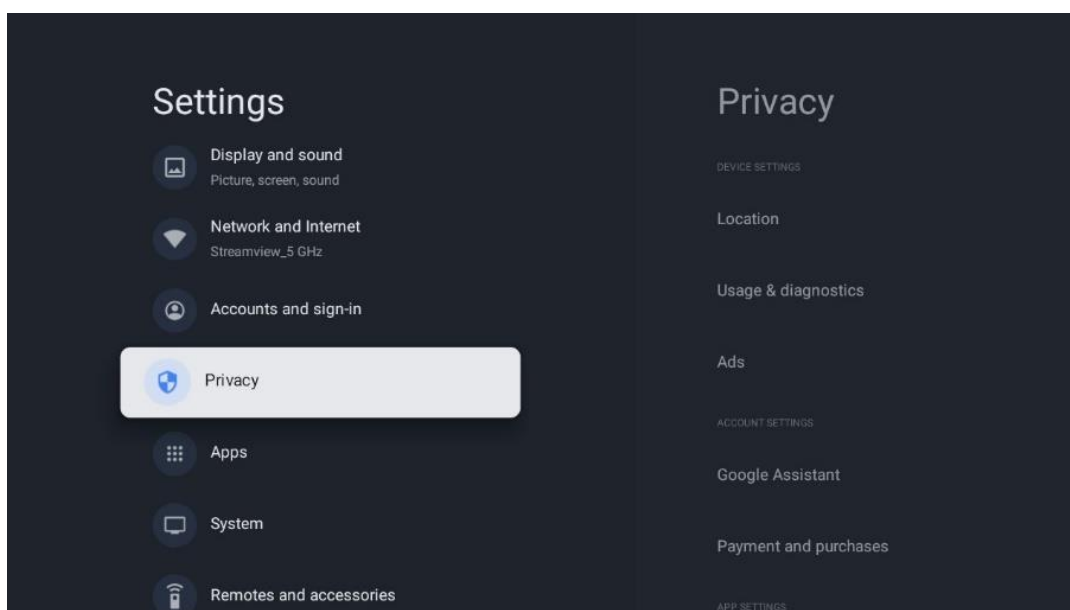 Settings
Display and sound
Picture, screen, sound
Network and Internet
Streamview_5 GHz
Accounts and sign-in
Privacy
Apps
System
Remotes and accessories
Privacy
DEVICE SETTINGS
Location
Usage & diagnostics
Ads
ACCOUNT SETTINGS
Google Assistant
Payment and purchases
APP SETTINGS